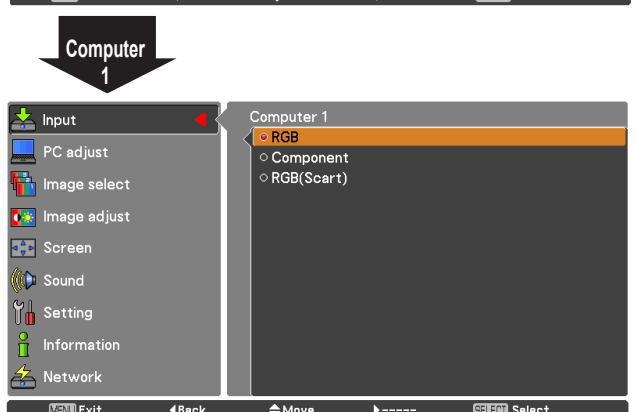 Computer
1
Input
PC adjust
Image select
Image adjust
Screen
Sound
Setting
Information
Network
Computer 1
RGB
Component
RGB(Scart)
MENU Exit ◀Back Move ▶----- SELECT Select